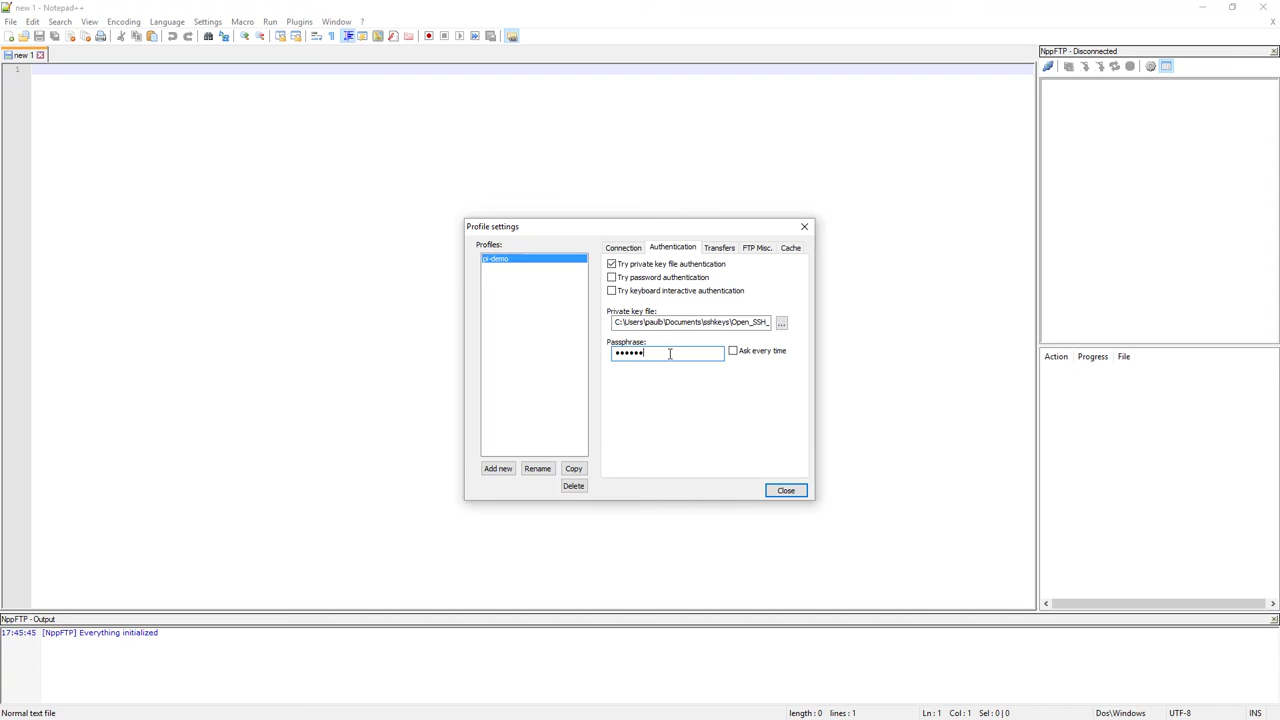 new 1 - Notepad++
File Edit Search View Encoding Language Settings Macro Run Plugins Window ? X
new 1
1
NppFTP - Disconnected
Profile settings
Profiles:
pi-demo
Add new Rename Copy
Delete
Connection Authentication Transfers FTP Misc. Cache
Try private key file authentication
Try password authentication
Try keyboard interactive authentication
Private key file:
C:\Users\paulb\Documents\sshkeys\Open_SSH_ ...
Passphrase:
••••••
Ask every time
Close
Action Progress File
NppFTP - Output
17:45:45 [NppFTP] Everything initialized
Normal text file length : 0 lines : 1 Ln : 1 Col : 1 Sel : 0 | 0 Dos\Windows UTF-8 INS